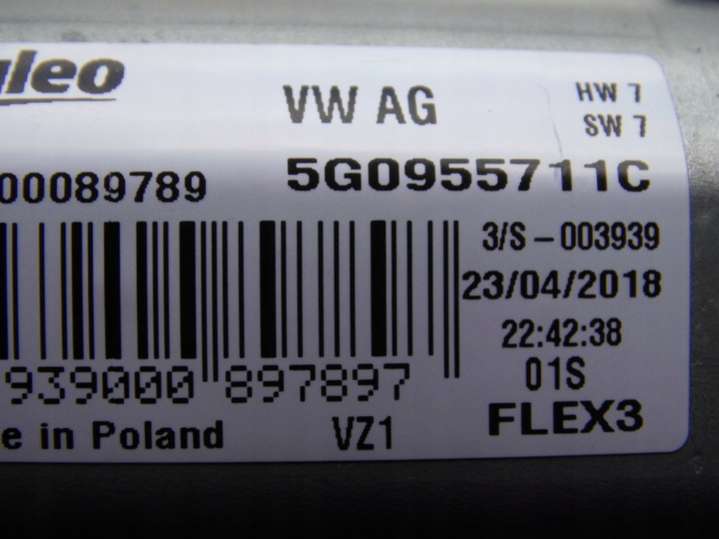 aleo
VW AG
HW 7
SW 7
00089789
5G0955711C
3/S - 003939
23/04/2018
22:42:38
939000 897897
01S
e in Poland
VZ1
FLEX3